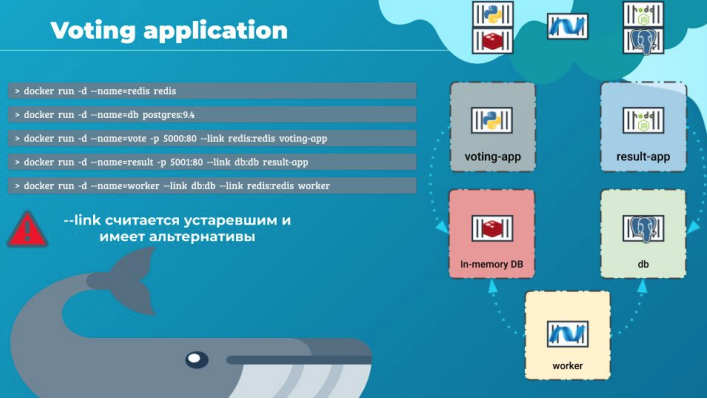 Voting application
> docker run -d --name=redis redis
> docker run -d --name=db postgres:9.4
> docker run -d --name=vote -p 5000:80 --link redis:redis voting-app
> docker run -d --name=result -p 5001:80 --link db:db result-app
> docker run -d --name=worker --link db:db --link redis:redis worker
--link считается устаревшим и
имеет альтернативы
voting-app
result-app
In-memory DB
db
worker